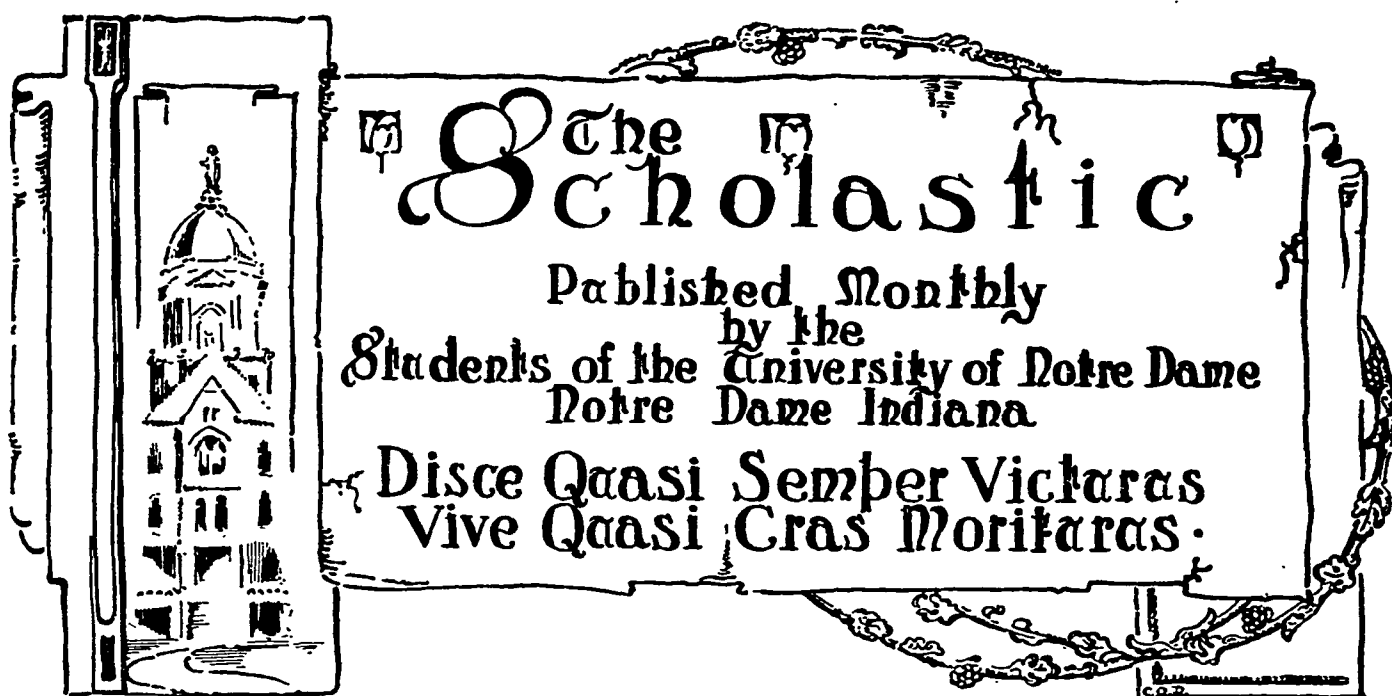 The
Scholastic
Published Monthly
by the
Students of the University of Notre Dame
Notre Dame Indiana
Disce Quasi Semper Victurus
Vive Quasi Cras Moriturus.